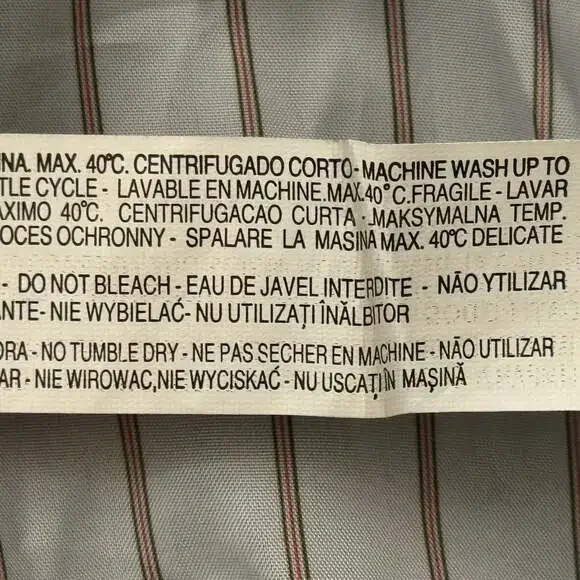 NA. MAX. 40°C. CENTRIFUGADO CORTO-MACHINE WASH UP TO
TLE CYCLE - LAVABLE EN MACHINE.MAX.40°C.FRAGILE - LAVAR
ÁXIMO 40°C. CENTRIFUGACAO CURTA - MAKSYMALNA TEMP.
OCES OCHRONNY - SPALARE LA MASINA MAX. 40°C DELICATE
- DO NOT BLEACH - EAU DE JAVEL INTERDITE - NÃO YTILIZAR
ANTE- NIE WYBIELAĆ- NU UTILIZAȚI ÎNĂLBITOR
ORA - NO TUMBLE DRY - NE PAS SECHER EN MACHINE - NÃO UTILIZAR
AR - NIE WIROWAC,NIE WYCISKAĆ - NU USCAȚI ÎN MAŞINĂ